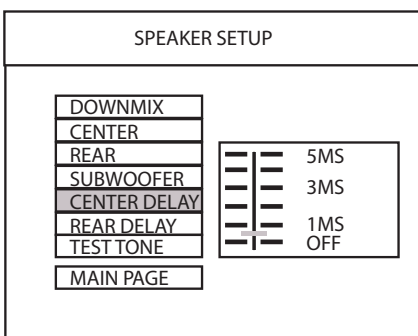 SPEAKER SETUP
DOWNMIX
CENTER
REAR
SUBWOOFER
CENTER DELAY
REAR DELAY
TEST TONE
MAIN PAGE
5MS
3MS
1MS
OFF